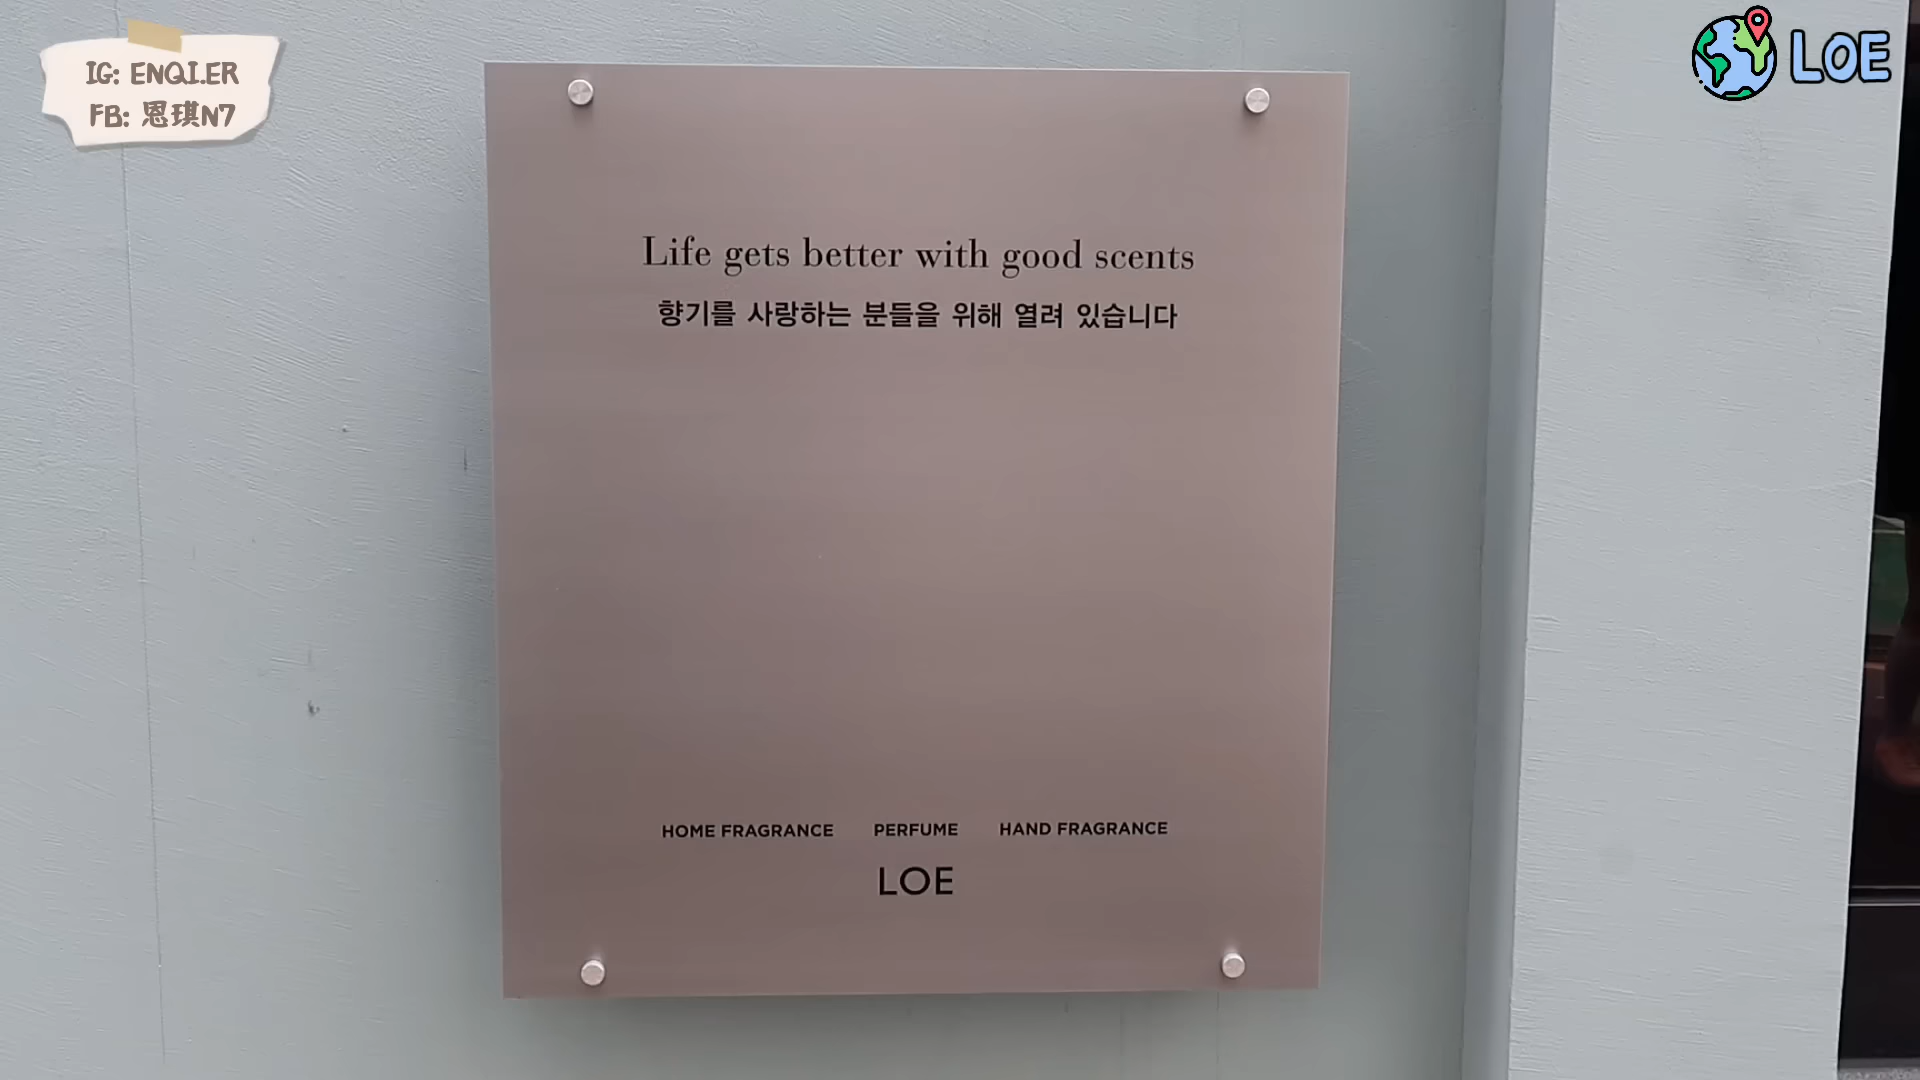 IG: ENQI.ER
FB: 恩琪N7
LOE
Life gets better with good scents
향기를 사랑하는 분들을 위해 열려 있습니다
HOME FRAGRANCE PERFUME HAND FRAGRANCE
LOE